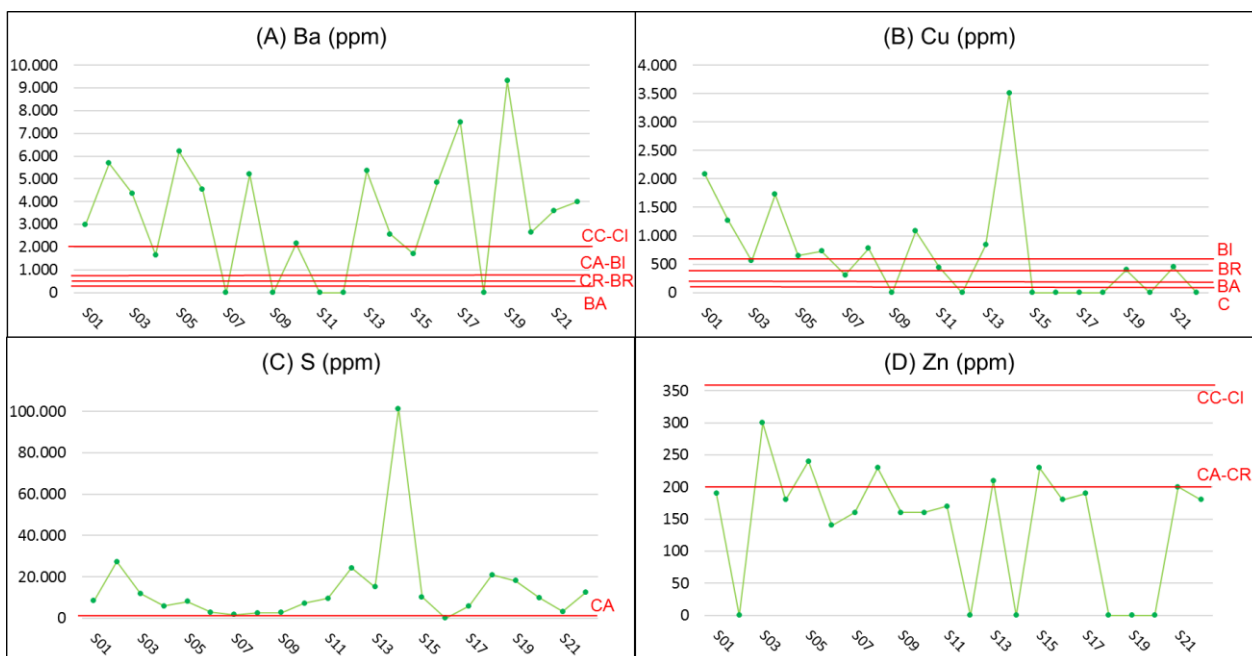 (A) Ba (ppm)
10.000
9.000
8.000
7.000
6.000
5.000
4.000
3.000
2.000
1.000
0
CC-CI
CA-BI
CR-BR
BA
S01
S03
S05
S07
S09
S11
S13
S15
S17
S19
S21
(B) Cu (ppm)
4.000
3.500
3.000
2.500
2.000
1.500
1.000
500
0
BI
BR
BA
C
S01
S03
S05
S07
S09
S11
S13
S15
S17
S19
S21
(C) S (ppm)
100.000
80.000
60.000
40.000
20.000
0
CA
S01
S03
S05
S07
S09
S11
S13
S15
S17
S19
S21
(D) Zn (ppm)
350
300
250
200
150
100
50
0
CC-CI
CA-CR
S01
S03
S05
S07
S09
S11
S13
S15
S17
S19
S21